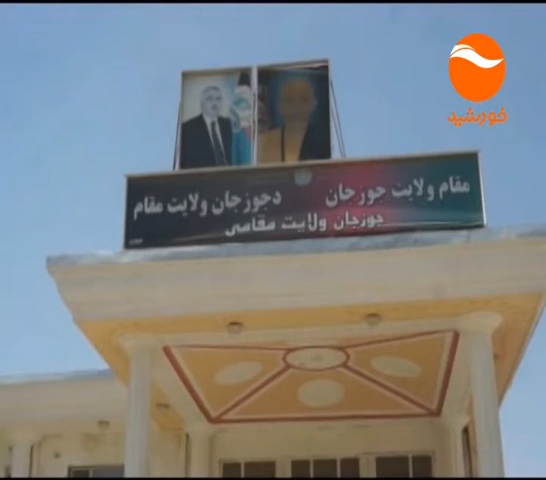 خورشید
مقام ولایت جوزجان دجوزجان ولایت مقام
جوزجان ولایت مقامی